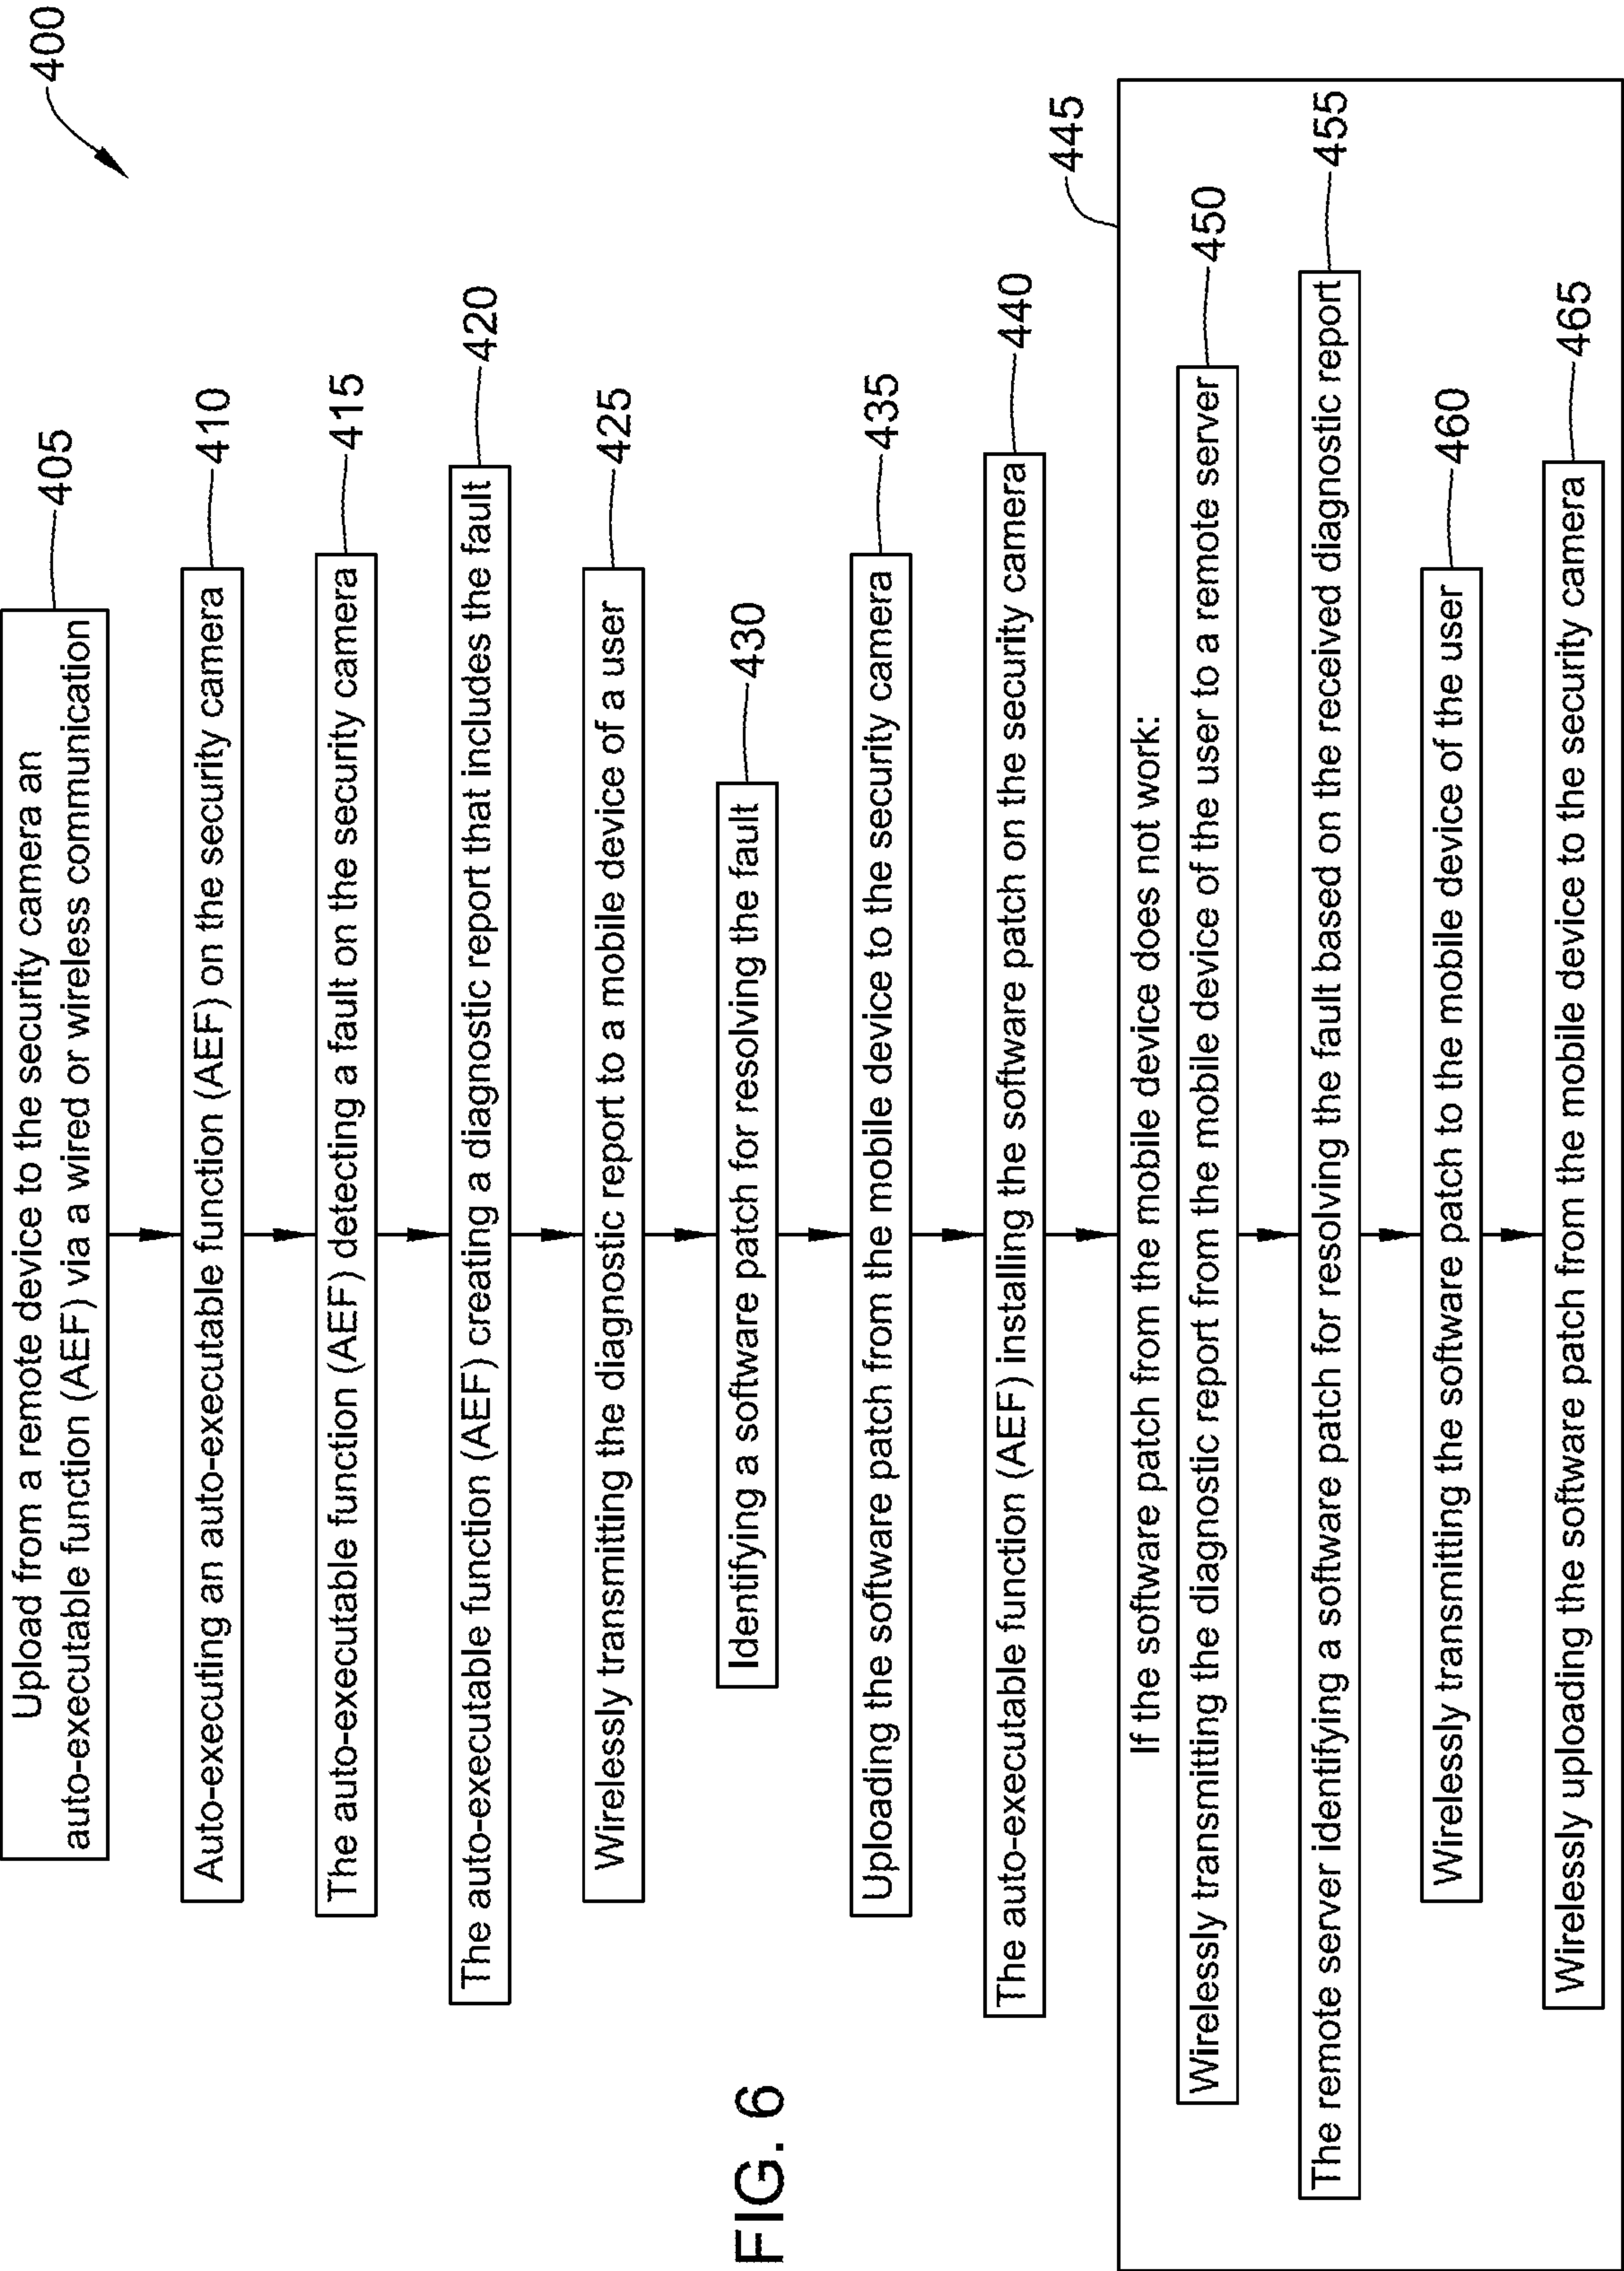 400
Upload from a remote device to the security camera an
auto-executable function (AEF) via a wired or wireless communication
405
Auto-executing an auto-executable function (AEF) on the security camera
410
The auto-executable function (AEF) detecting a fault on the security camera
415
The auto-executable function (AEF) creating a diagnostic report that includes the fault
420
Wirelessly transmitting the diagnostic report to a mobile device of a user
425
Identifying a software patch for resolving the fault
430
Uploading the software patch from the mobile device to the security camera
435
The auto-executable function (AEF) installing the software patch on the security camera
440
445
If the software patch from the mobile device does not work:
Wirelessly transmitting the diagnostic report from the mobile device of the user to a remote server
450
The remote server identifying a software patch for resolving the fault based on the received diagnostic report
455
Wirelessly transmitting the software patch to the mobile device of the user
460
Wirelessly uploading the software patch from the mobile device to the security camera
465
FIG. 6